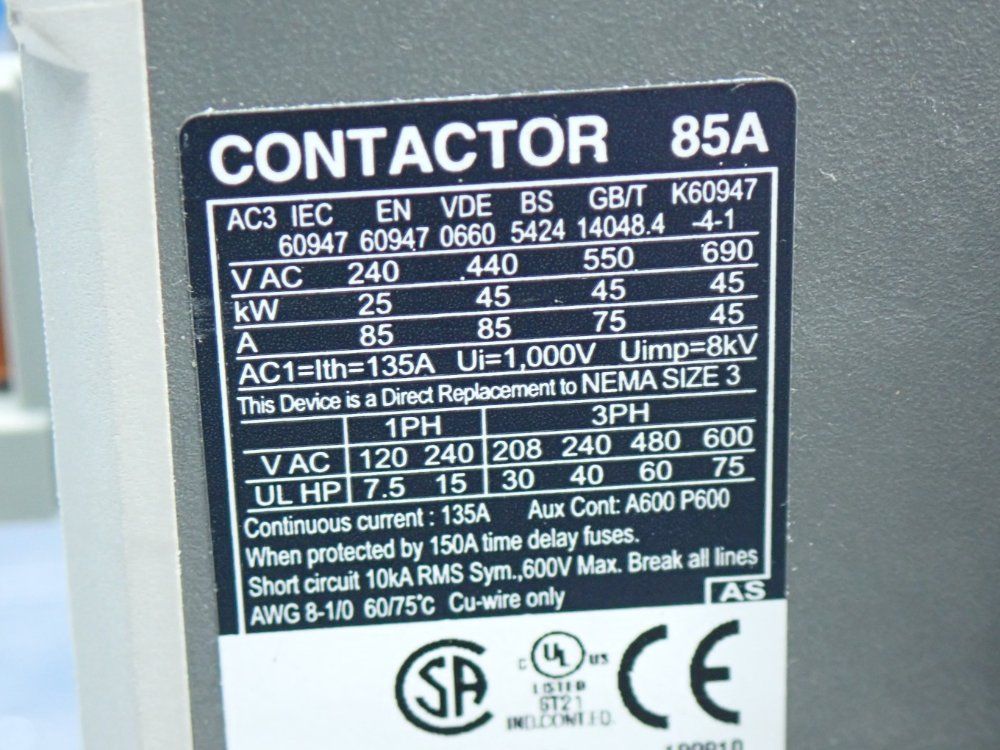 CONTACTOR 85A
AC3 IEC EN VDE BS GB/T K60947
60947 60947 0660 5424 14048.4 -4-1
V AC 240 440 550 690
kW 25 45 45 45
A 85 85 75 45
AC1=Ith=135A Ui=1,000V Uimp=8kV
This Device is a Direct Replacement to NEMA SIZE 3
1PH 3PH
V AC 120 240 208 240 480 600
UL HP 7.5 15 30 40 60 75
Continuous current : 135A Aux Cont: A600 P600
When protected by 150A time delay fuses.
Short circuit 10kA RMS Sym.,600V Max. Break all lines
AWG 8-1/0 60/75°C Cu-wire only
AS
SA C UL US CE
LISTED
IND.CONT.EQ.